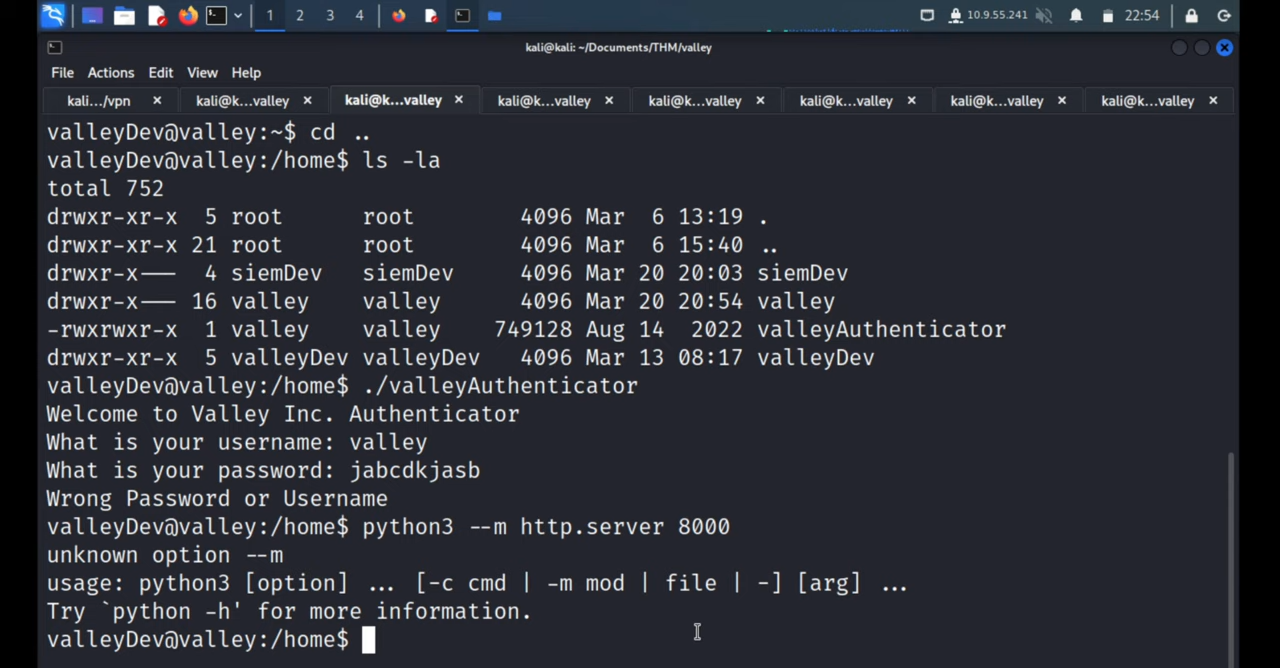 1 2 3 4 10.9.55.241 22:54
kali@kali: ~/Documents/THM/valley
File Actions Edit View Help
kali.../vpn kali@k...valley kali@k...valley kali@k...valley kali@k...valley kali@k...valley kali@k...valley kali@k...valley
valleyDev@valley:~$ cd ..
valleyDev@valley:/home$ ls -la
total 752
drwxr-xr-x 5 root root 4096 Mar 6 13:19 .
drwxr-xr-x 21 root root 4096 Mar 6 15:40 ..
drwxr-x--- 4 siemDev siemDev 4096 Mar 20 20:03 siemDev
drwxr-x--- 16 valley valley 4096 Mar 20 20:54 valley
-rwxrwxr-x 1 valley valley 749128 Aug 14 2022 valleyAuthenticator
drwxr-xr-x 5 valleyDev valleyDev 4096 Mar 13 08:17 valleyDev
valleyDev@valley:/home$ ./valleyAuthenticator
Welcome to Valley Inc. Authenticator
What is your username: valley
What is your password: jabcdkjasb
Wrong Password or Username
valleyDev@valley:/home$ python3 --m http.server 8000
unknown option --m
usage: python3 [option] ... [-c cmd | -m mod | file | -] [arg] ...
Try `python -h' for more information.
valleyDev@valley:/home$